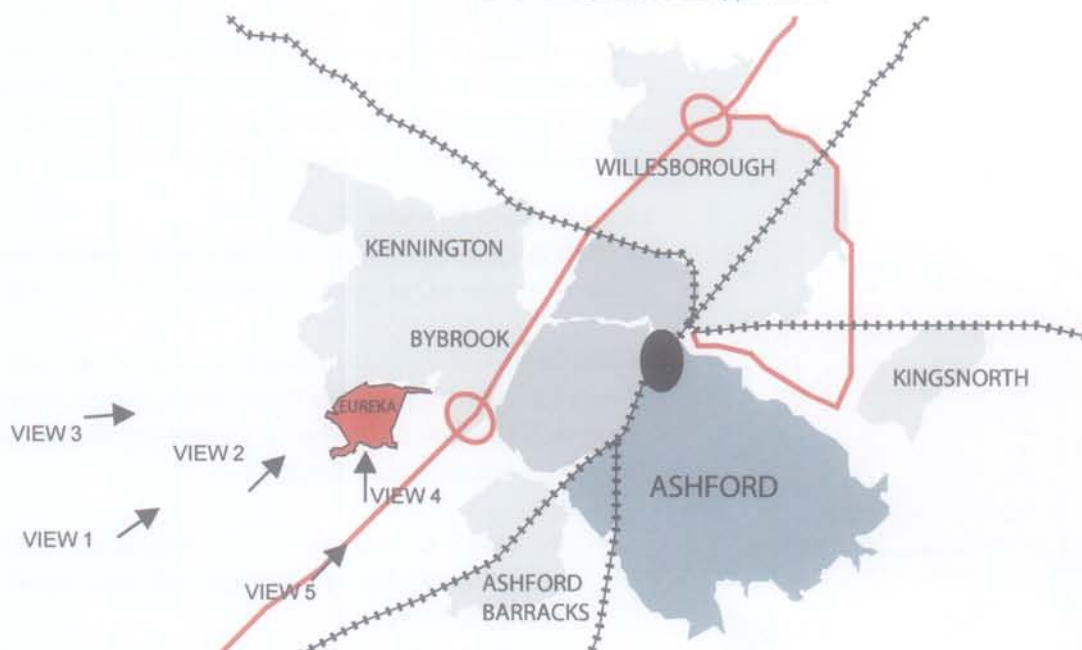 WILLESBOROUGH
KENNINGTON
BYBROOK
KINGSNORTH
EUREKA
VIEW 3
VIEW 2
VIEW 4
ASHFORD
VIEW 1
VIEW 5
ASHFORD
BARRACKS